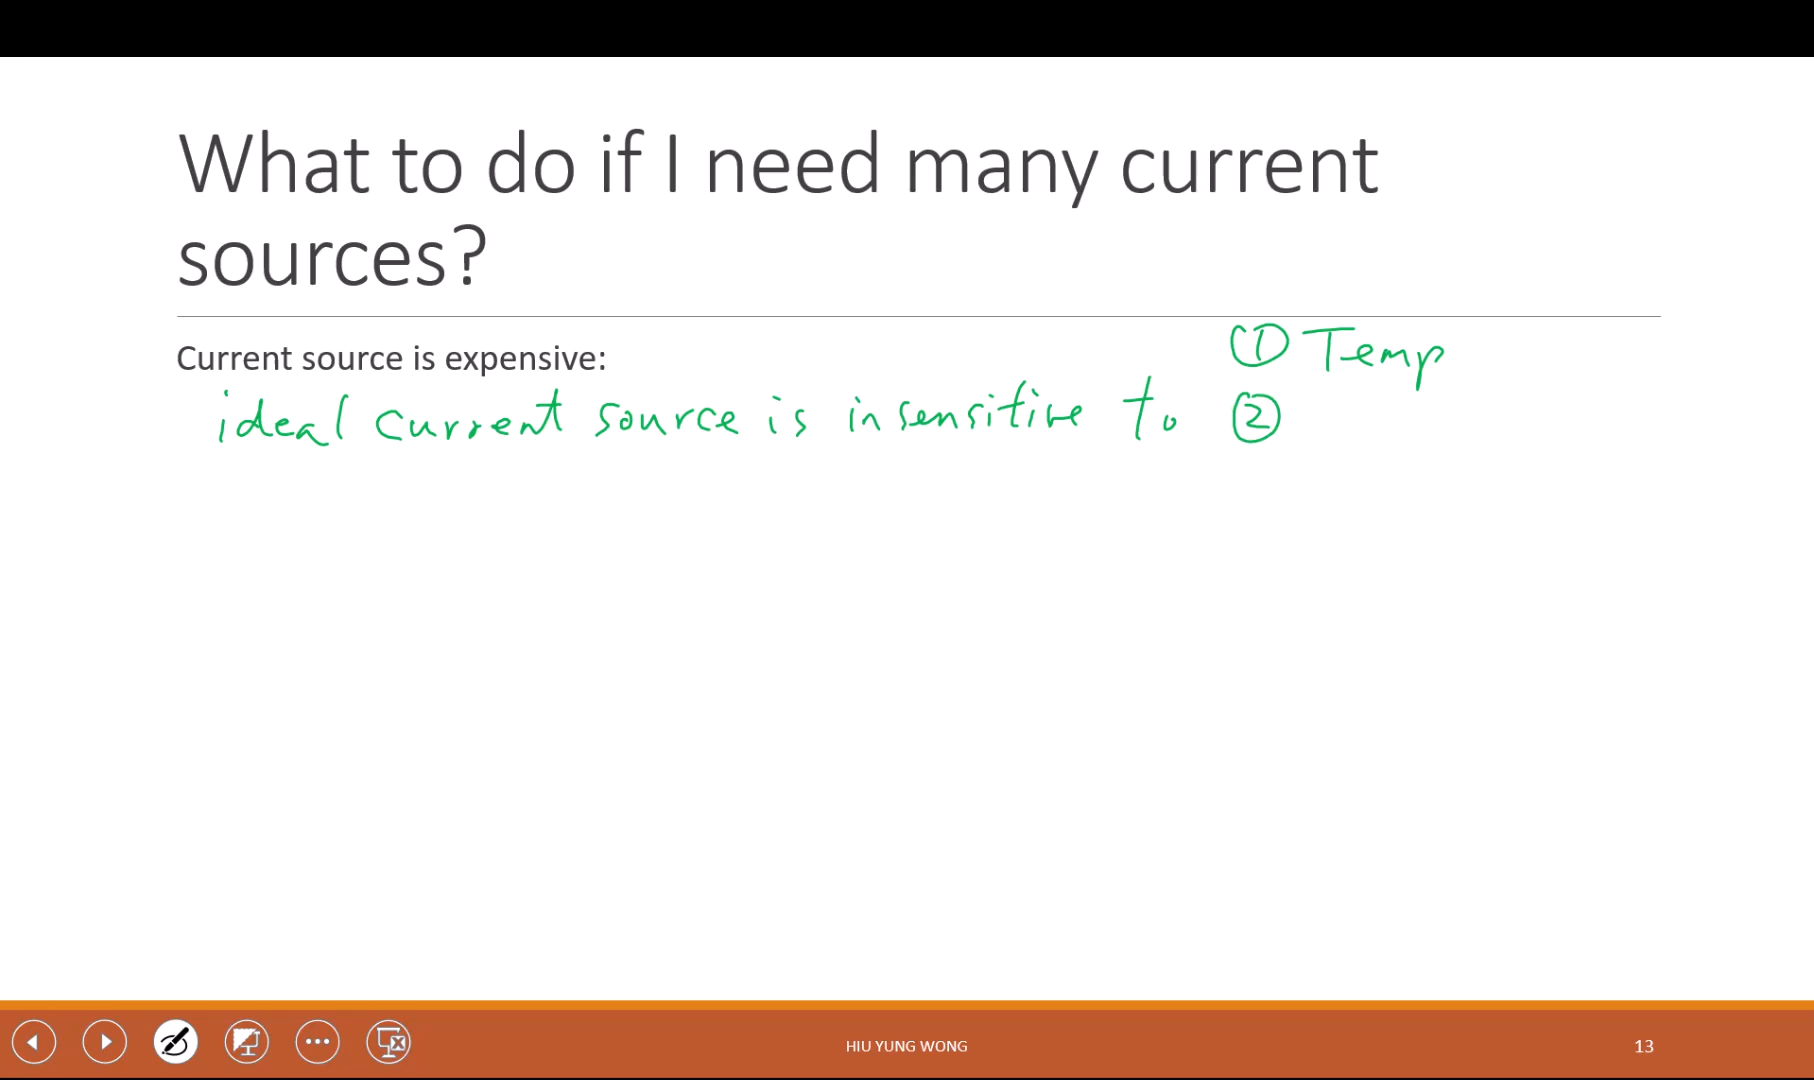 What to do if I need many current
sources?
Current source is expensive:
① Temp
ideal current source is insensitive to ②
HIU YUNG WONG
13